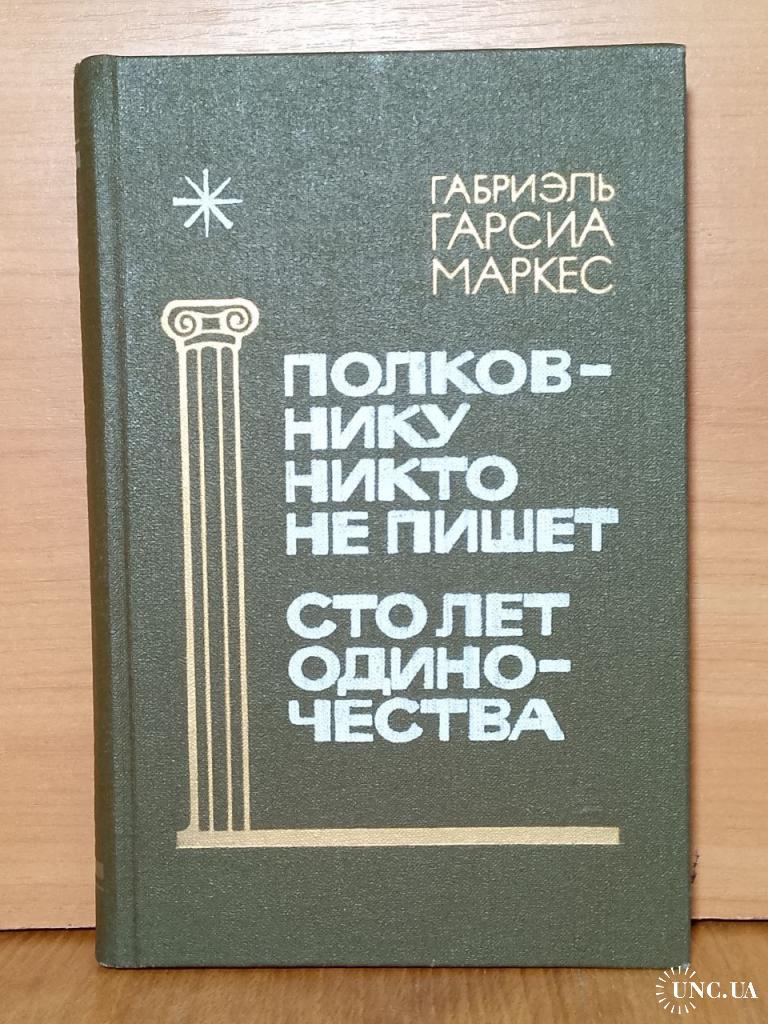 ГАБРИЭЛЬ
ГАРСИА
МАРКЕС
ПОЛКОВ-
НИКУ
НИКТО
НЕ ПИШЕТ
СТО ЛЕТ
ОДИНО-
ЧЕСТВА
UNC.UA